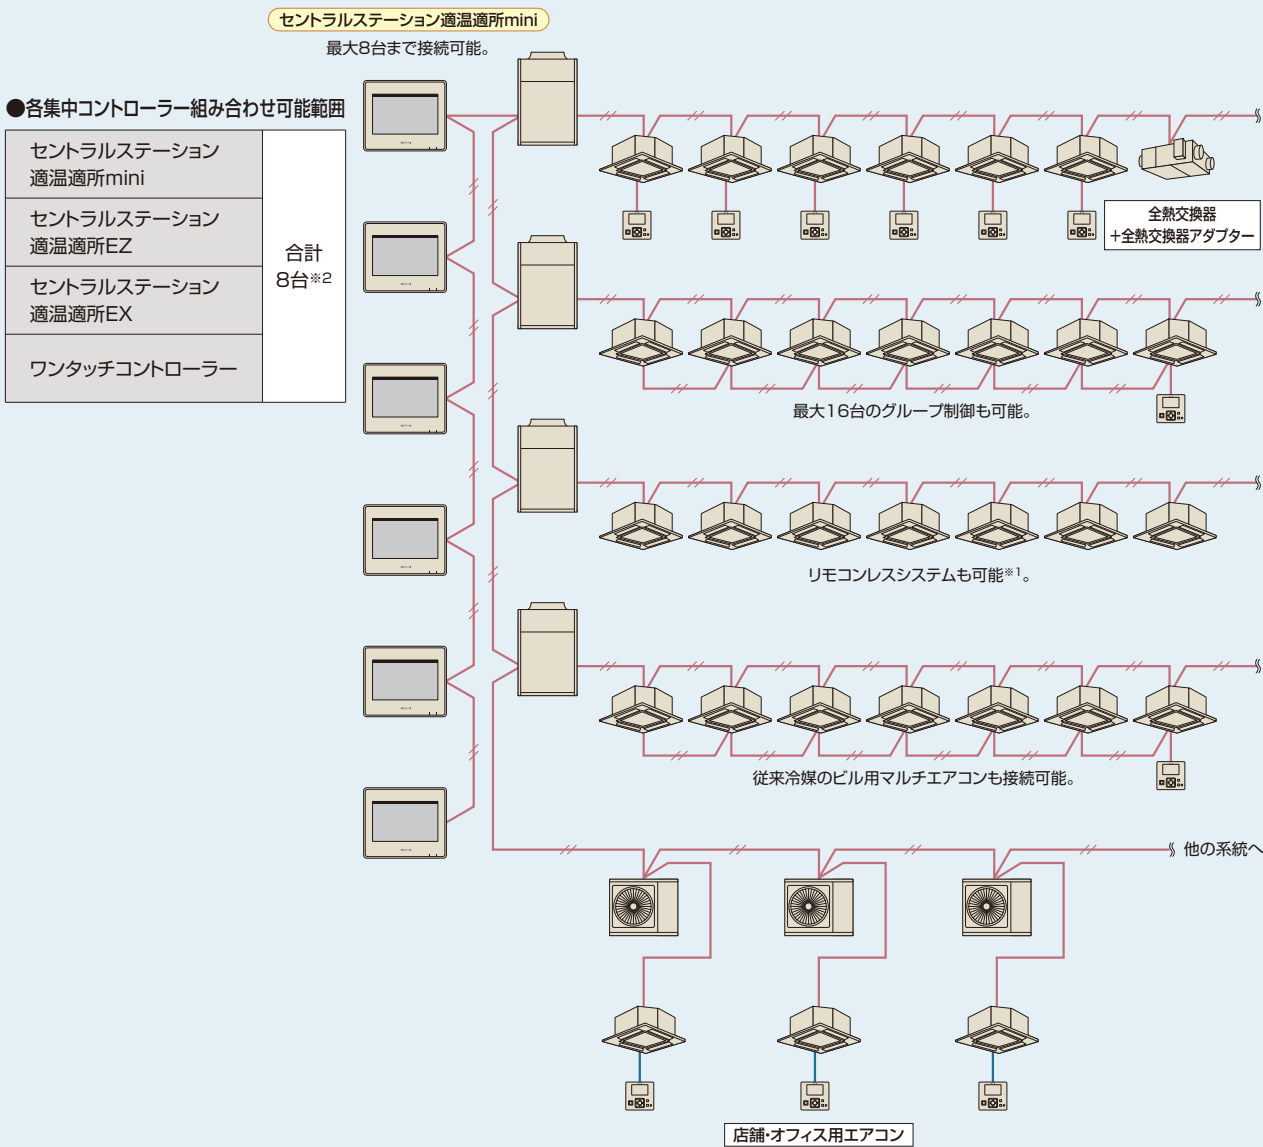 セントラルステーション適温適所mini
最大8台まで接続可能。
●各集中コントローラー組み合わせ可能範囲
セントラルステーション
適温適所mini
セントラルステーション
適温適所EZ
セントラルステーション
適温適所EX
ワンタッチコントローラー
合計
8台※2
全熱交換器
+全熱交換器アダプター
最大16台のグループ制御も可能。
リモコンレスシステムも可能※1。
従来冷媒のビル用マルチエアコンも接続可能。
他の系統へ
店舗・オフィス用エアコン